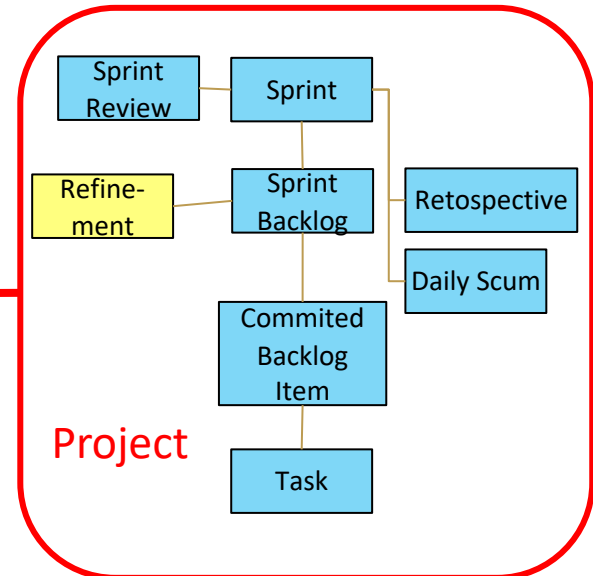 Sprint
Review
Sprint
Refine-
ment
Sprint
Backlog
Retospective
Daily Scum
Commited
Backlog
Item
Project
Task